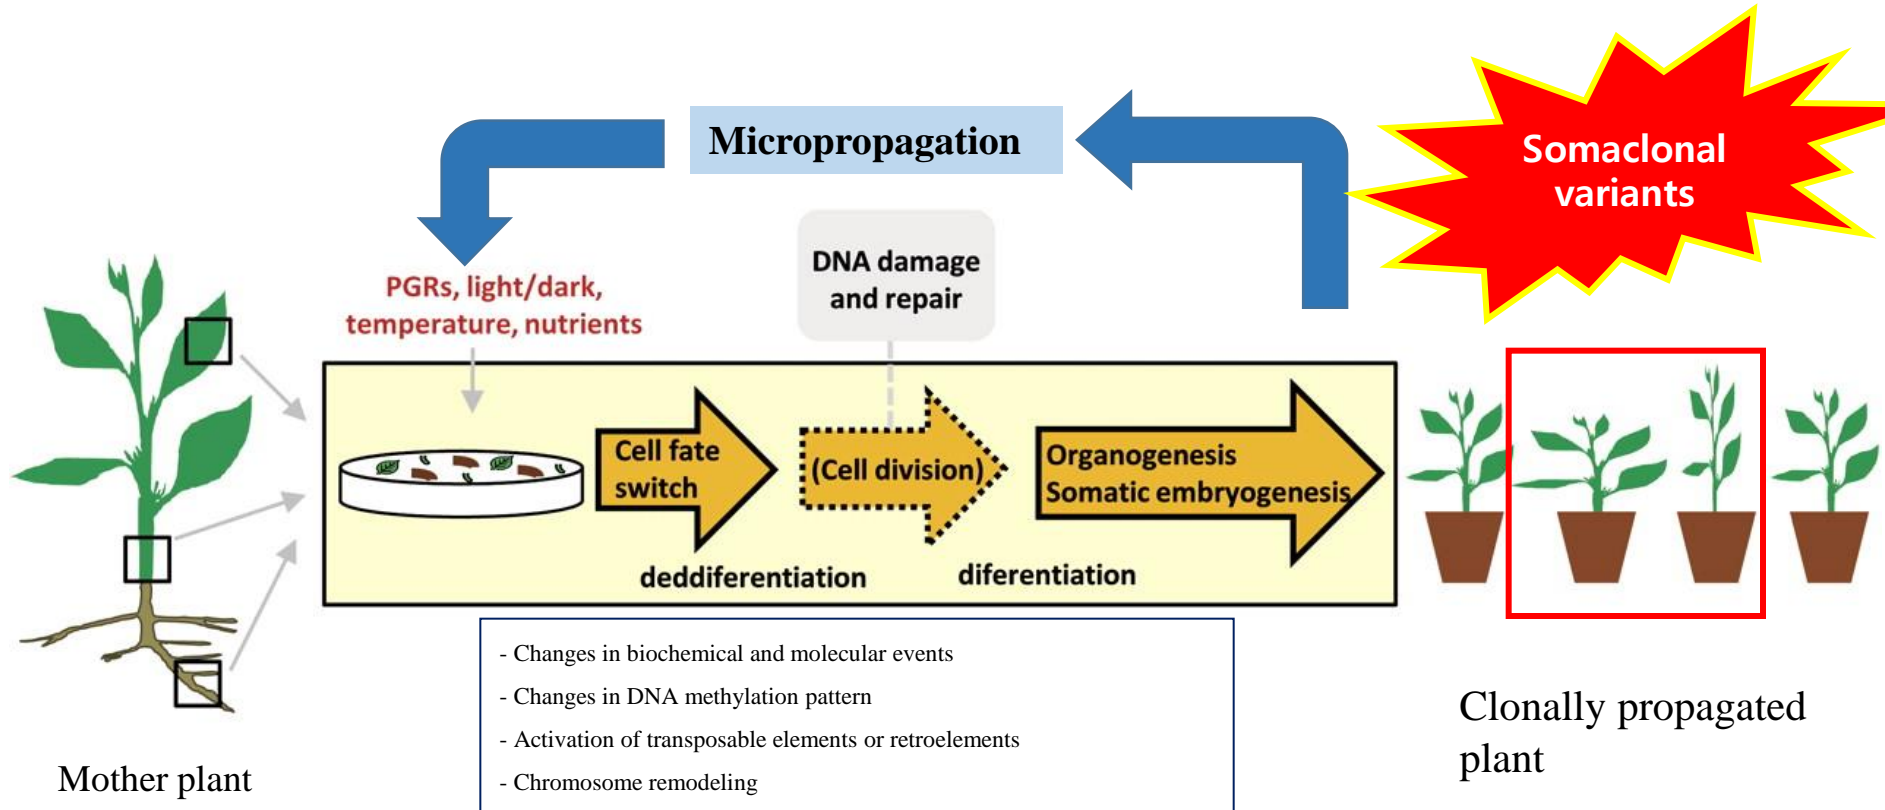 Micropropagation
Somaclonal
variants
DNA damage
and repair
PGRs, light/dark,
temperature, nutrients
Cell fate
switch
(Cell division)
Organogenesis
Somatic embryogenesis
deddiferentiation
diferentiation
- Changes in biochemical and molecular events
- Changes in DNA methylation pattern
- Activation of transposable elements or retroelements
- Chromosome remodeling
Mother plant
Clonally propagated
plant